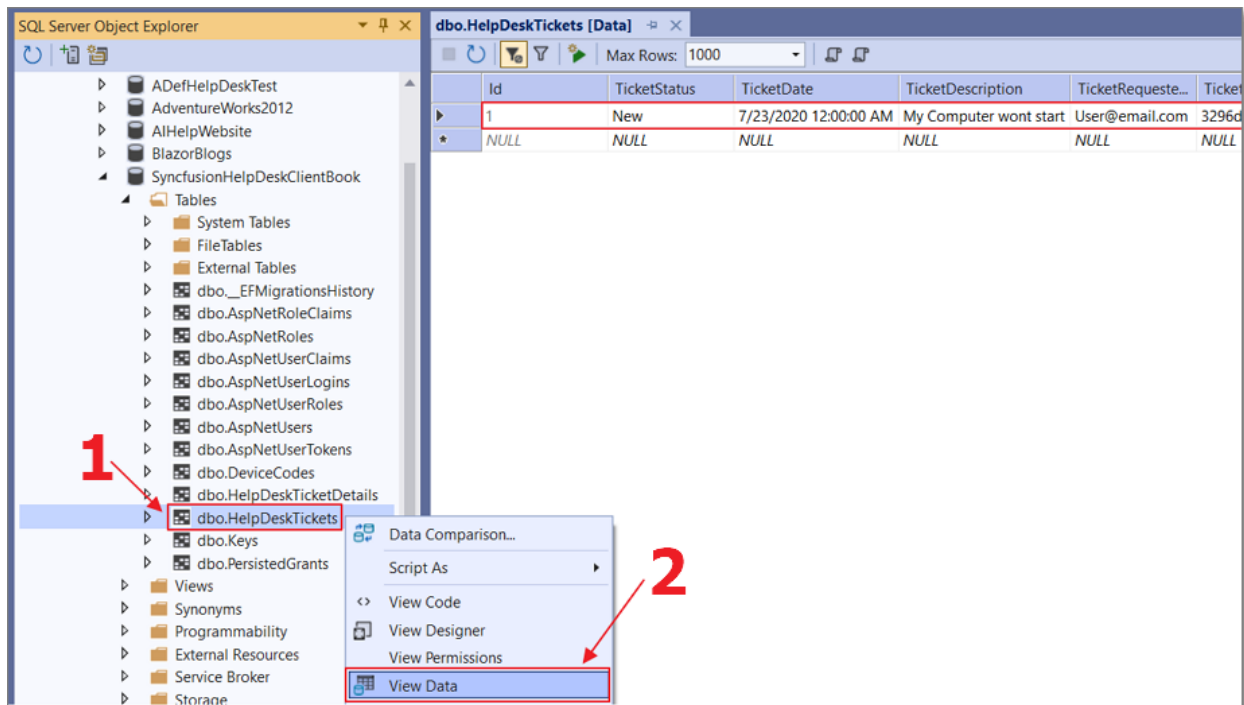 SQL Server Object Explorer
ADefHelpDeskTest
AdventureWorks2012
AIHelpWebsite
BlazorBlogs
SyncfusionHelpDeskClientBook
Tables
System Tables
FileTables
External Tables
dbo.__EFMigrationsHistory
dbo.AspNetRoleClaims
dbo.AspNetRoles
dbo.AspNetUserClaims
dbo.AspNetUserLogins
dbo.AspNetUserRoles
dbo.AspNetUsers
dbo.AspNetUserTokens
1
dbo.DeviceCodes
dbo.HelpDeskTicketDetails
dbo.HelpDeskTickets
dbo.Keys
dbo.PersistedGrants
Views
Synonyms
Programmability
External Resources
Service Broker
Storage
Data Comparison...
Script As
View Code
View Designer
View Permissions
View Data
2
dbo.HelpDeskTickets [Data]
Max Rows: 1000
Id TicketStatus TicketDate TicketDescription TicketRequeste... Ticket
1 New 7/23/2020 12:00:00 AM My Computer wont start User@email.com 3296d
NULL NULL NULL NULL NULL NULL